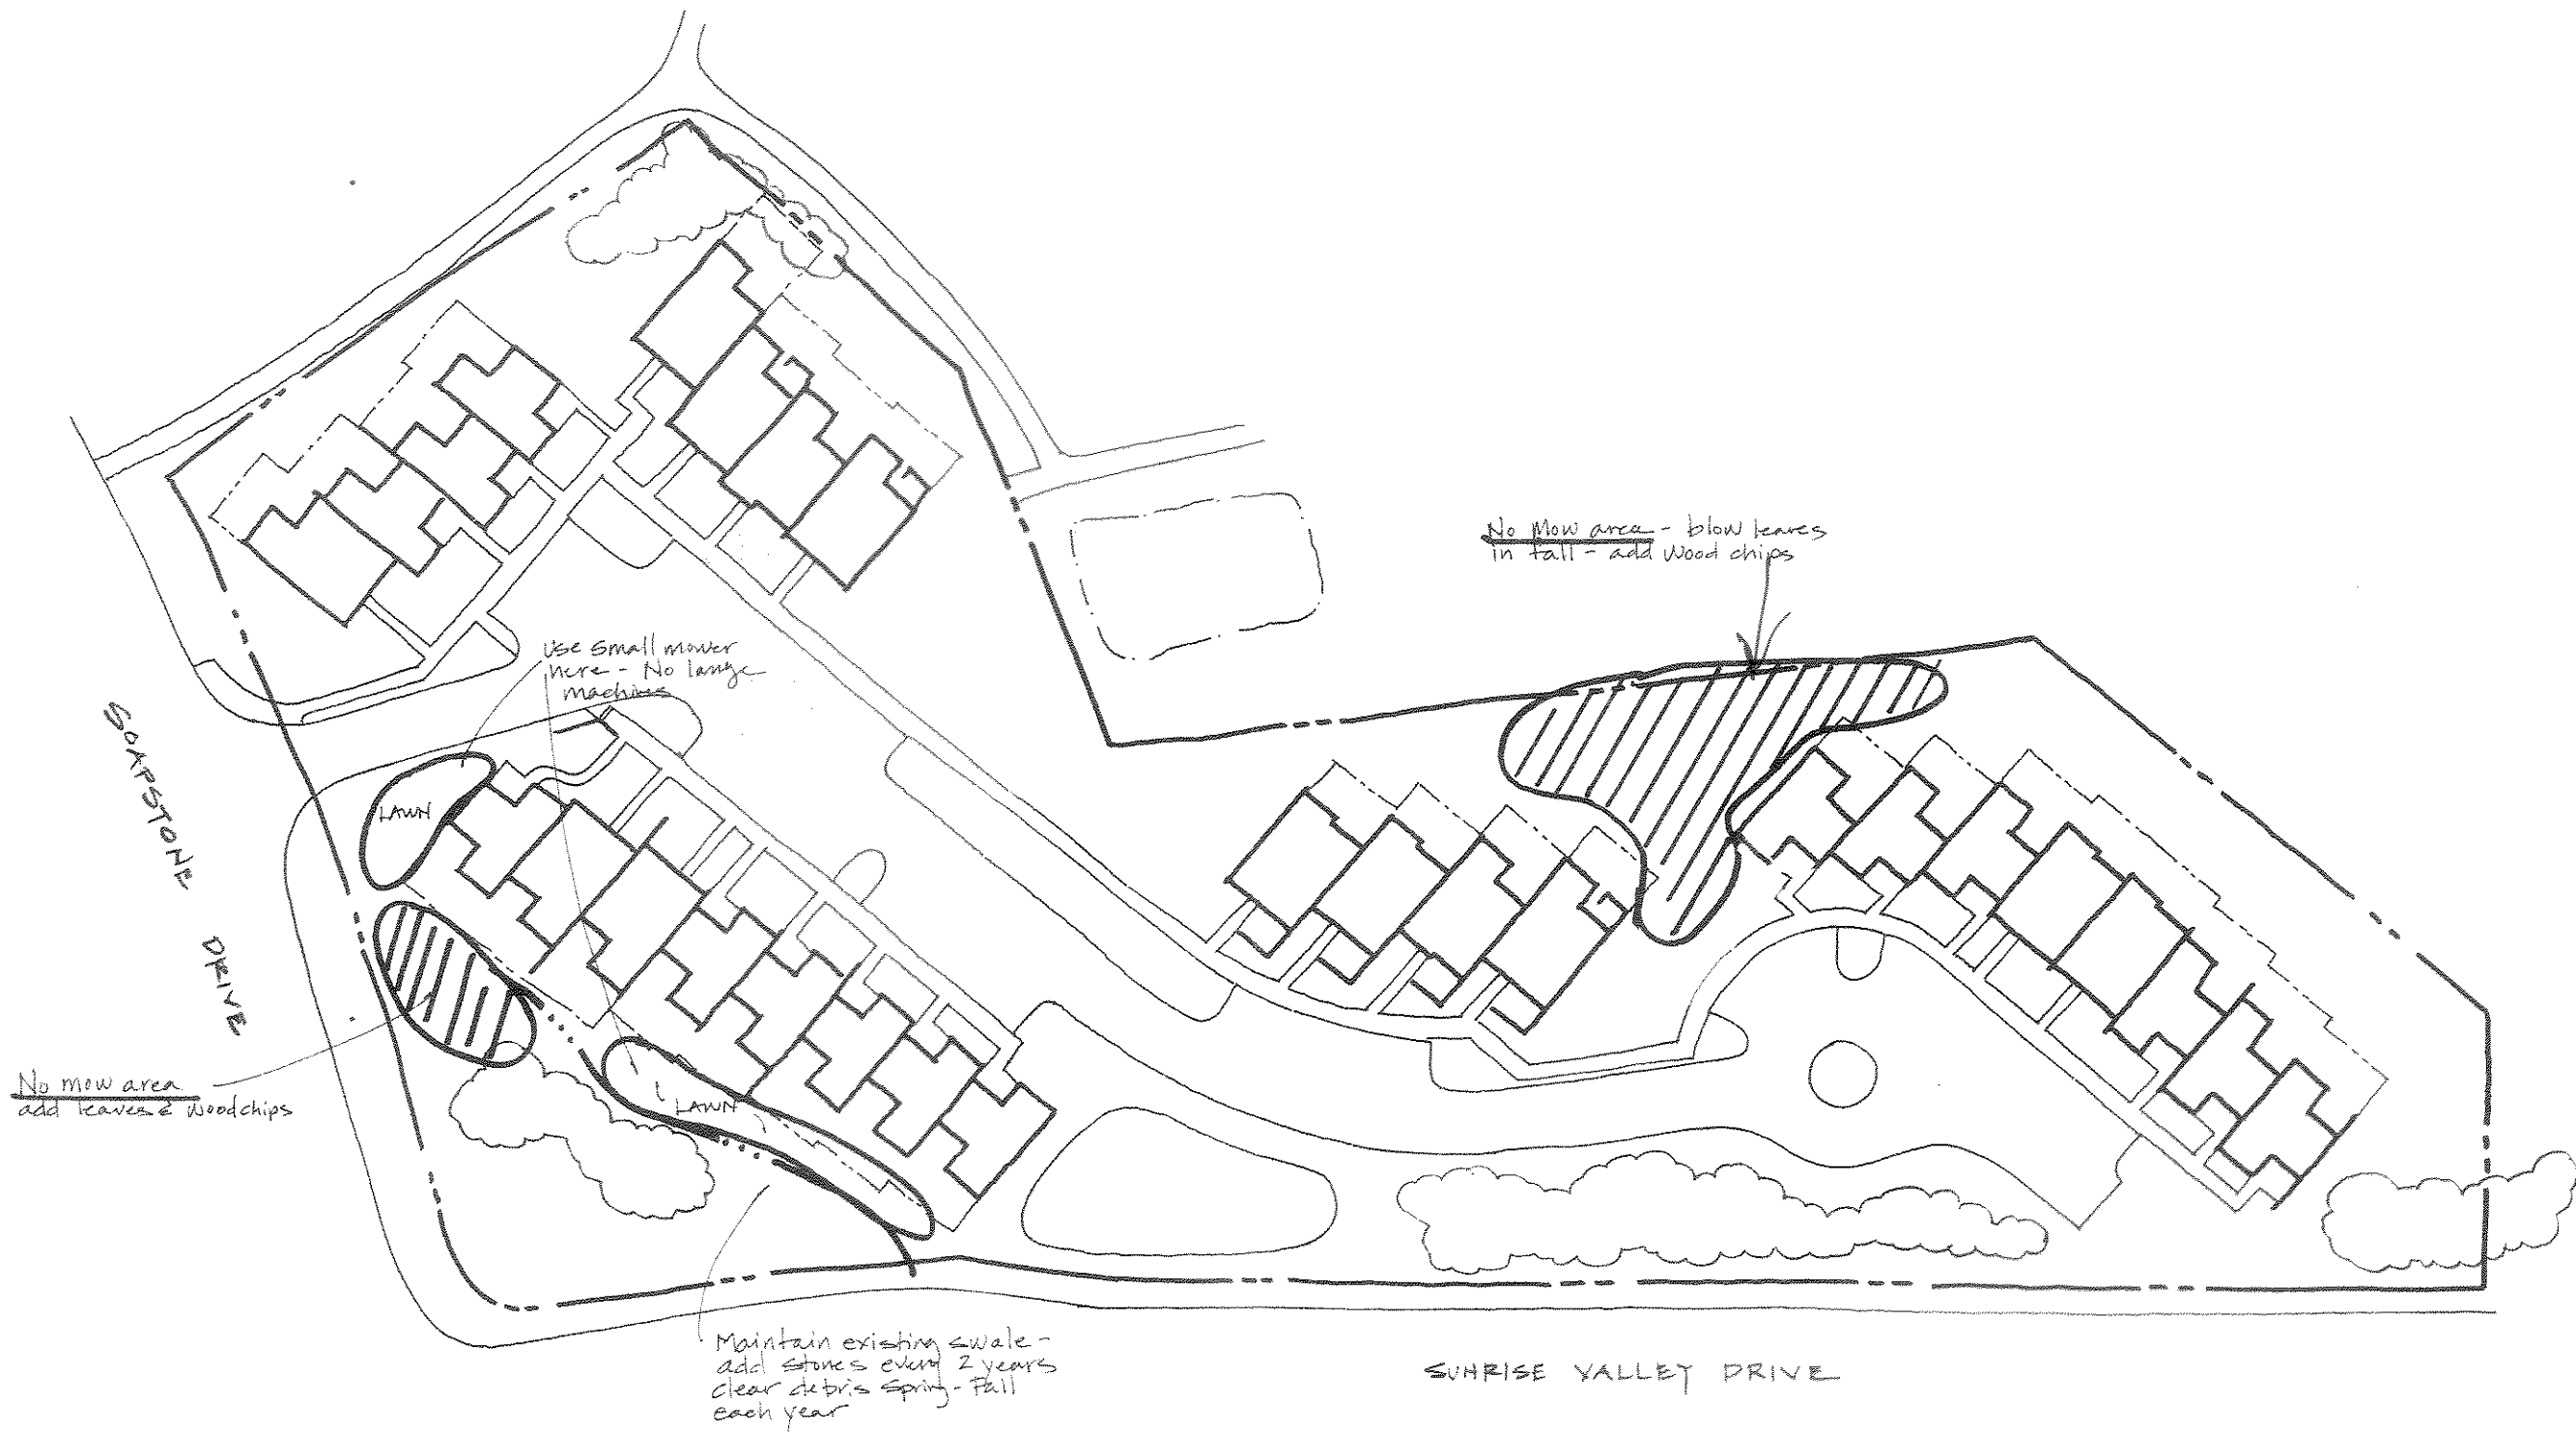 No Mow area - blow leaves
in fall - add wood chips
Use small mower
here - No large
machines
SOAPSTONE DRIVE
LAWN
No mow area
add leaves & woodchips
LAWN
Maintain existing swale -
add stones every 2 years
clear debris Spring - Fall
each year
SUNRISE VALLEY DRIVE